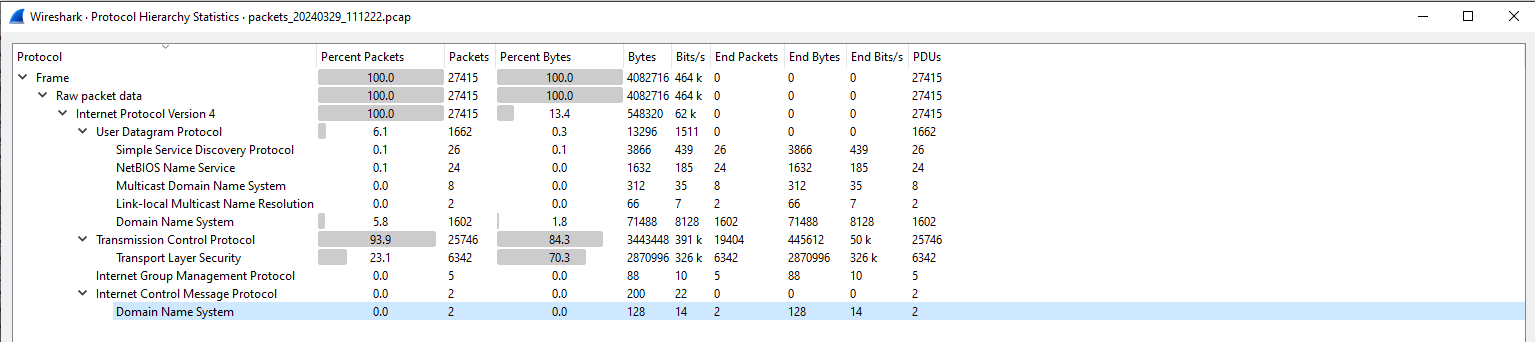 Wireshark · Protocol Hierarchy Statistics · packets_20240329_111222.pcap
Protocol Percent Packets Packets Percent Bytes Bytes Bits/s End Packets End Bytes End Bits/s PDUs
Frame 100.0 27415 100.0 4082716 464 k 0 0 0 27415
Raw packet data 100.0 27415 100.0 4082716 464 k 0 0 0 27415
Internet Protocol Version 4 100.0 27415 13.4 548320 62 k 0 0 0 27415
User Datagram Protocol 6.1 1662 0.3 13296 1511 0 0 0 1662
Simple Service Discovery Protocol 0.1 26 0.1 3866 439 26 3866 439 26
NetBIOS Name Service 0.1 24 0.0 1632 185 24 1632 185 24
Multicast Domain Name System 0.0 8 0.0 312 35 8 312 35 8
Link-local Multicast Name Resolution 0.0 2 0.0 66 7 2 66 7 2
Domain Name System 5.8 1602 1.8 71488 8128 1602 71488 8128 1602
Transmission Control Protocol 93.9 25746 84.3 3443448 391 k 19404 445612 50 k 25746
Transport Layer Security 23.1 6342 70.3 2870996 326 k 6342 2870996 326 k 6342
Internet Group Management Protocol 0.0 5 0.0 88 10 5 88 10 5
Internet Control Message Protocol 0.0 2 0.0 200 22 0 0 0 2
Domain Name System 0.0 2 0.0 128 14 2 128 14 2